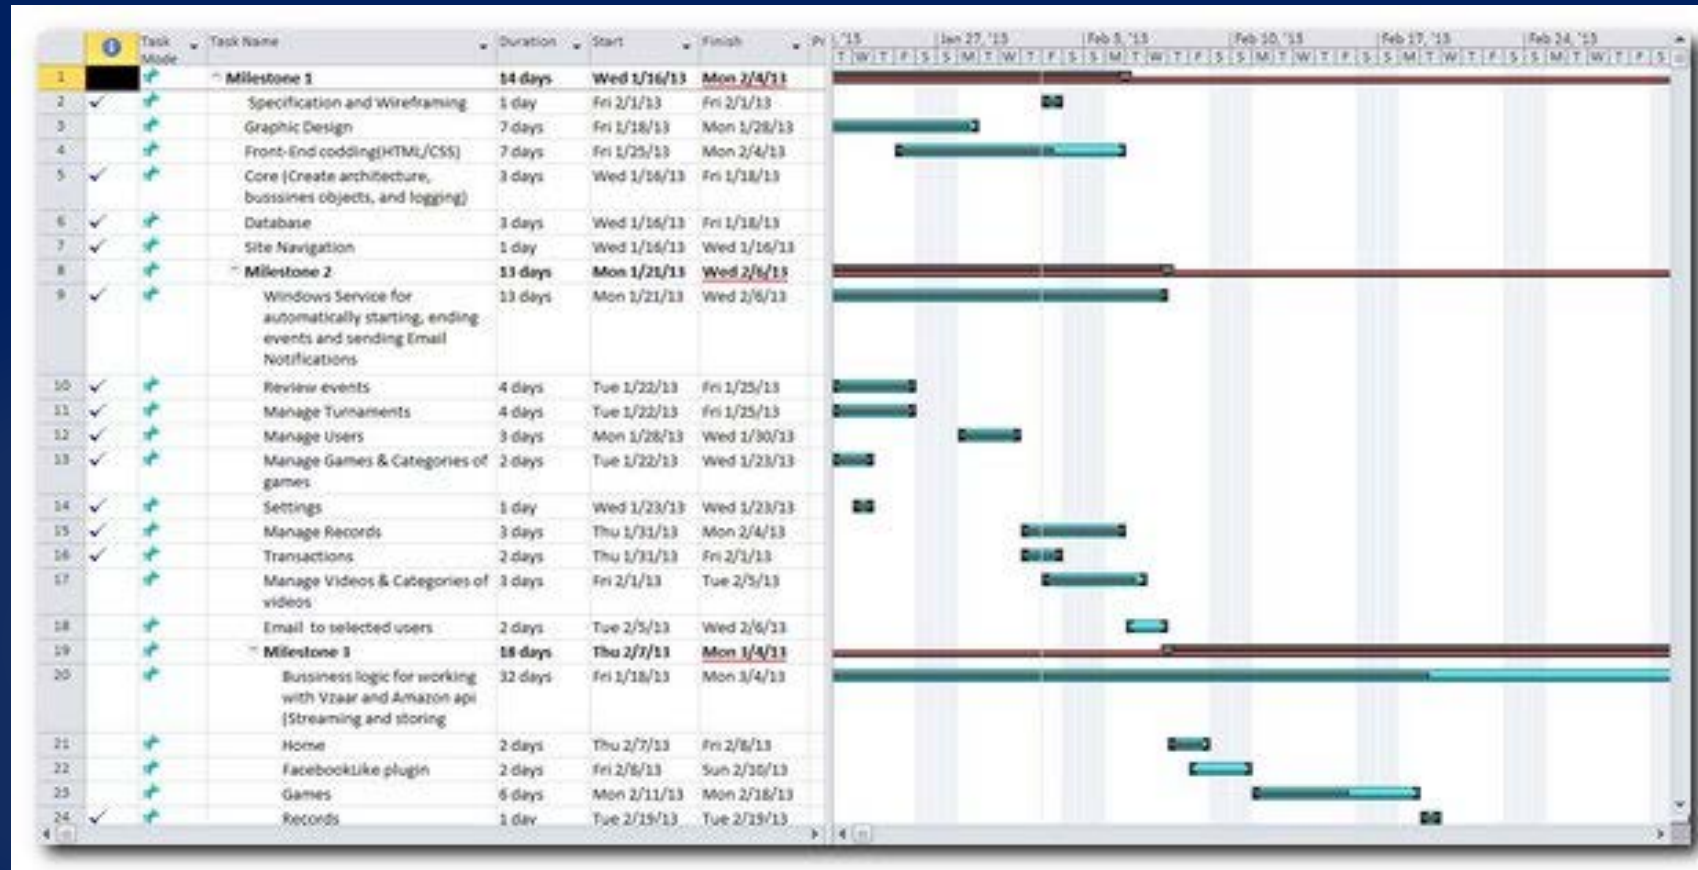 Task Mode Task Name Duration Start Finish '13 Jan 27, '13 Feb 3, '13 Feb 10, '13 Feb 17, '13 Feb 24, '13
T W T F S S M T W T F S S M T W T F S S M T W T F S S M T W T F S S M T W T F S
1 Milestone 1 14 days Wed 1/16/13 Mon 2/4/13
2 Specification and Wireframing 1 day Fri 2/1/13 Fri 2/1/13
3 Graphic Design 7 days Fri 1/18/13 Mon 1/28/13
4 Front-End codding(HTML/CSS) 7 days Fri 1/25/13 Mon 2/4/13
5 Core (Create architecture, 3 days Wed 1/16/13 Fri 1/18/13
busssines objects, and logging)
6 Database 3 days Wed 1/16/13 Fri 1/18/13
7 Site Navigation 1 day Wed 1/16/13 Wed 1/16/13
8 Milestone 2 13 days Mon 1/21/13 Wed 2/6/13
9 Windows Service for 13 days Mon 1/21/13 Wed 2/6/13
automatically starting, ending
events and sending Email
Notifications
10 Review events 4 days Tue 1/22/13 Fri 1/25/13
11 Manage Turnaments 4 days Tue 1/22/13 Fri 1/25/13
12 Manage Users 3 days Mon 1/28/13 Wed 1/30/13
13 Manage Games & Categories of 2 days Tue 1/22/13 Wed 1/23/13
games
14 Settings 1 day Wed 1/23/13 Wed 1/23/13
15 Manage Records 3 days Thu 1/31/13 Mon 2/4/13
16 Transactions 2 days Thu 1/31/13 Fri 2/1/13
17 Manage Videos & Categories of 3 days Fri 2/1/13 Tue 2/5/13
videos
18 Email to selected users 2 days Tue 2/5/13 Wed 2/6/13
19 Milestone 3 18 days Thu 2/7/13 Mon 3/4/13
20 Bussiness logic for working 32 days Fri 1/18/13 Mon 3/4/13
with Vzaar and Amazon api
(Streaming and storing
21 Home 2 days Thu 2/7/13 Fri 2/8/13
22 FacebookLike plugin 2 days Fri 2/8/13 Sun 2/10/13
23 Games 6 days Mon 2/11/13 Mon 2/18/13
24 Records 1 day Tue 2/19/13 Tue 2/19/13